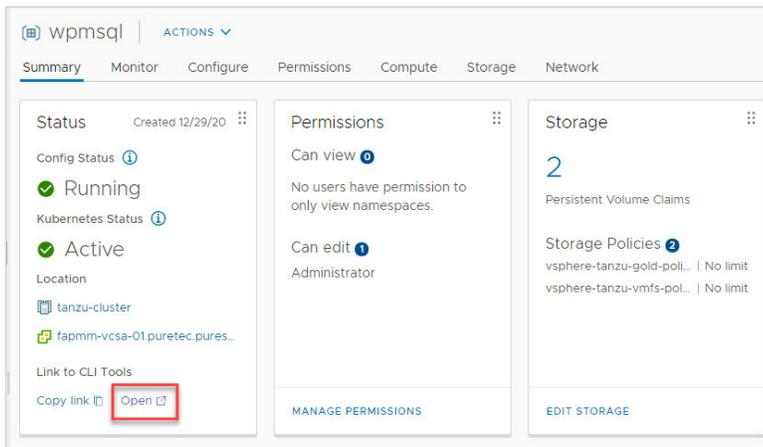 wpmsql ACTIONS
Summary Monitor Configure Permissions Compute Storage Network
Status Created 12/29/20
Config Status
Running
Kubernetes Status
Active
Location
tanzu-cluster
fapmm-vcsa-01.puretec.pures...
Link to CLI Tools
Copy link Open
Permissions
Can view 0
No users have permission to
only view namespaces.
Can edit 1
Administrator
MANAGE PERMISSIONS
Storage
2
Persistent Volume Claims
Storage Policies 2
vsphere-tanzu-gold-poli... | No limit
vsphere-tanzu-vmfs-pol... | No limit
EDIT STORAGE